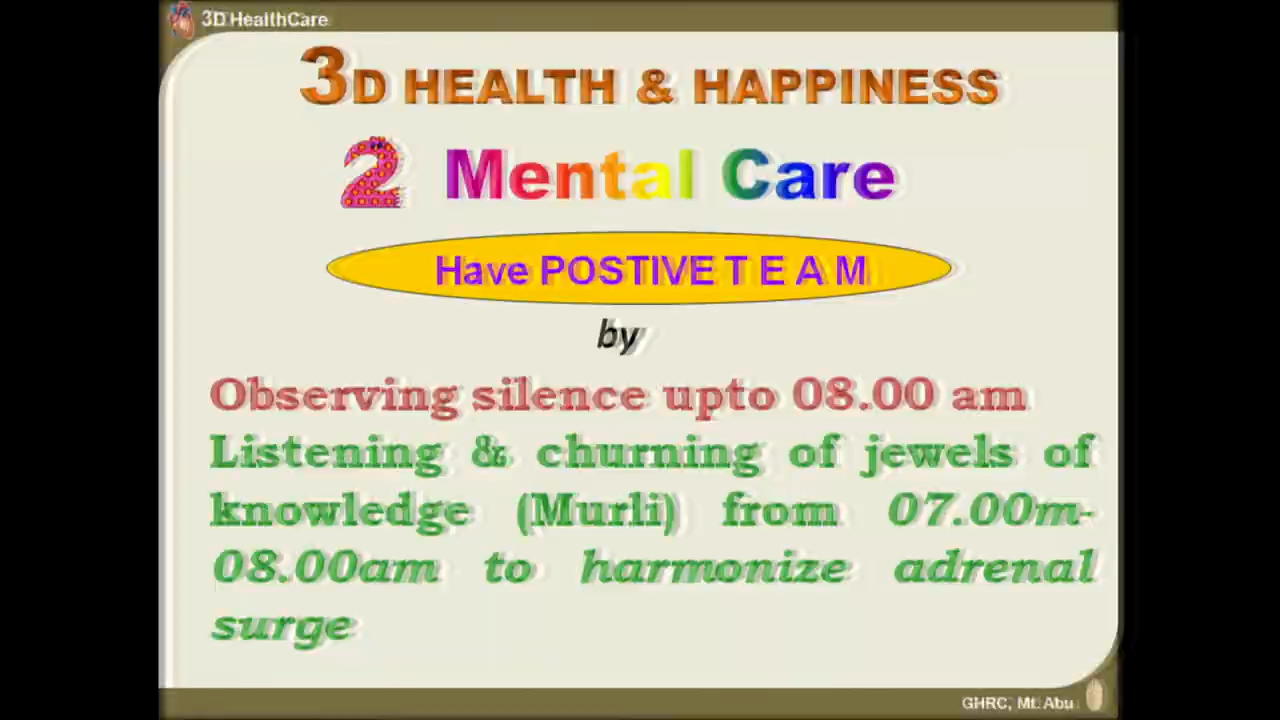 3D HealthCare
3D HEALTH & HAPPINESS
2 Mental Care
Have POSTIVE T E A M
by
Observing silence upto 08.00 am
Listening & churning of jewels of
knowledge (Murli) from 07.00m-
08.00am to harmonize adrenal
surge
GHRC, Mt. Abu